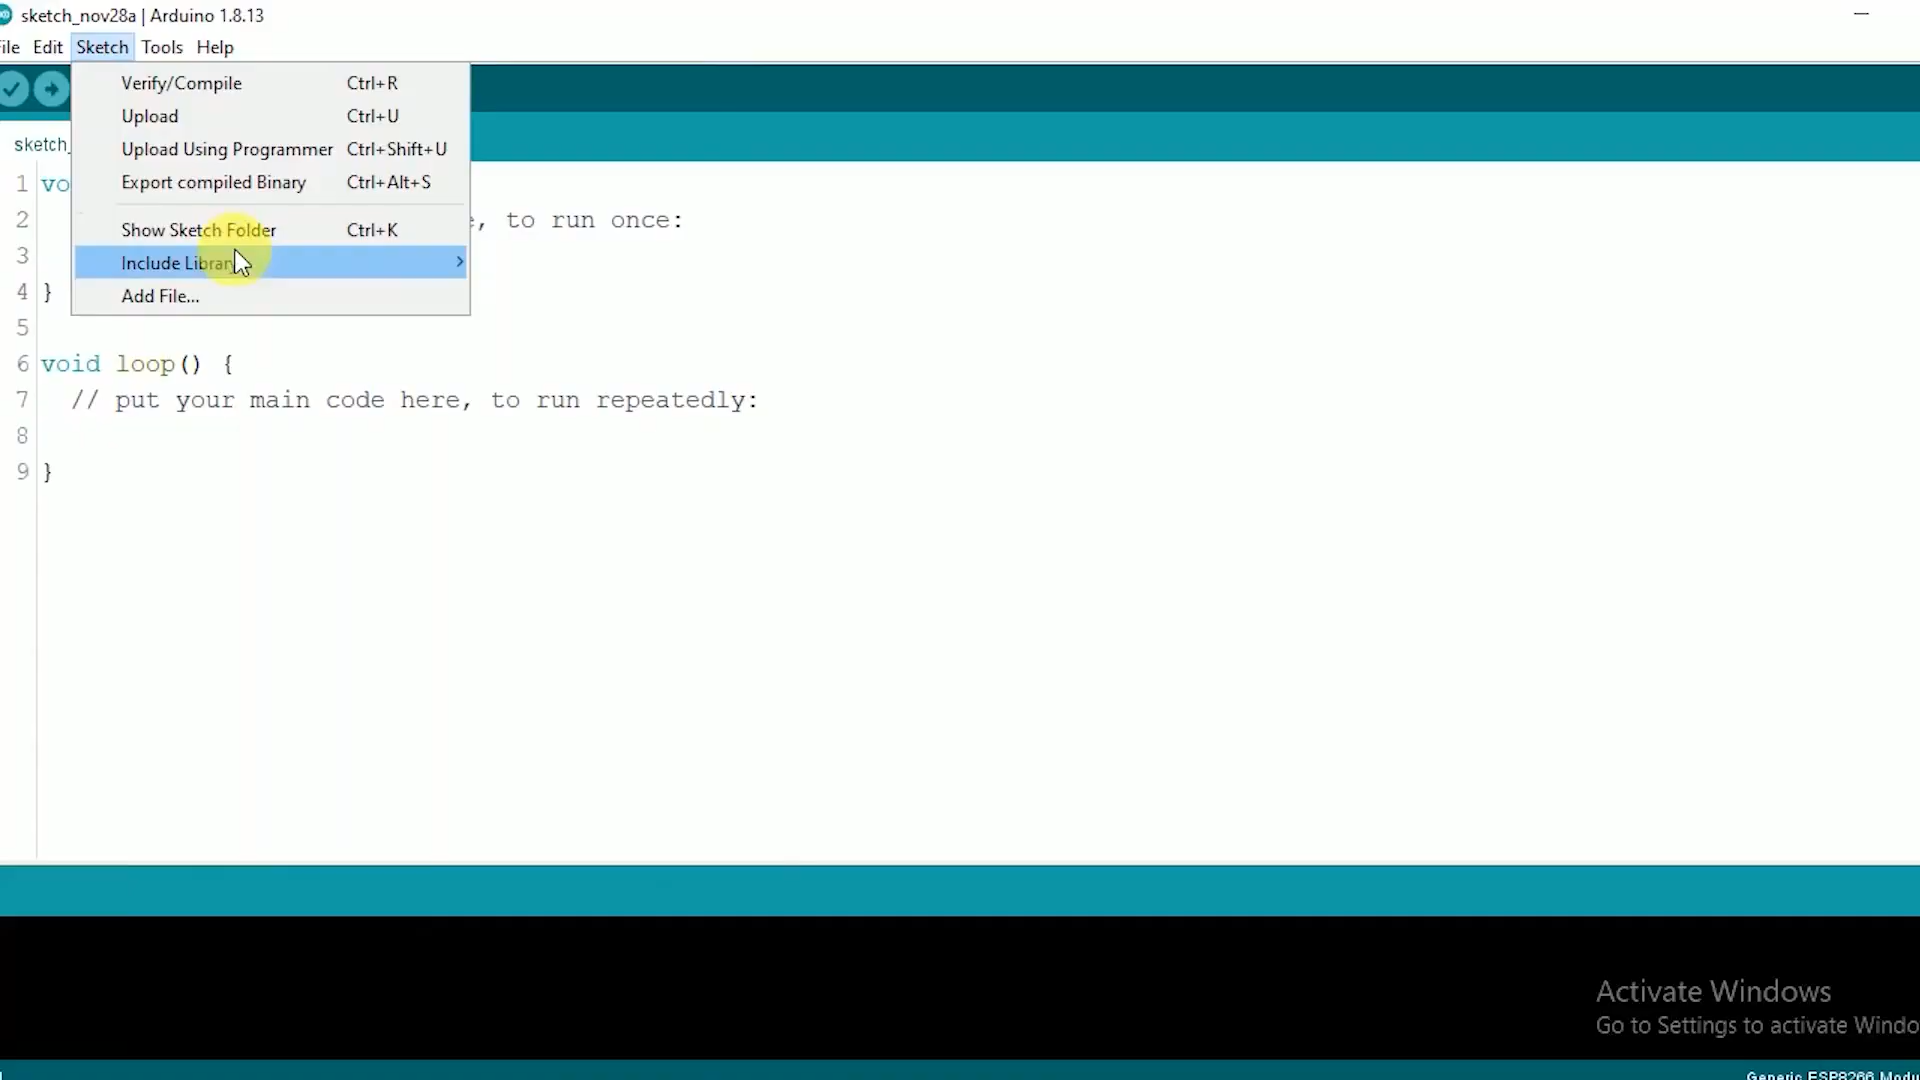 sketch_nov28a | Arduino 1.8.13
File Edit Sketch Tools Help
Verify/Compile Ctrl+R
Upload Ctrl+U
Upload Using Programmer Ctrl+Shift+U
Export compiled Binary Ctrl+Alt+S
Show Sketch Folder Ctrl+K
Include Library
Add File...
sketch_
1 vo
2 , to run once:
3
4 }
5
6 void loop() {
7 // put your main code here, to run repeatedly:
8
9 }
Activate Windows
Go to Settings to activate Windo
Generic ESP8266 Modu